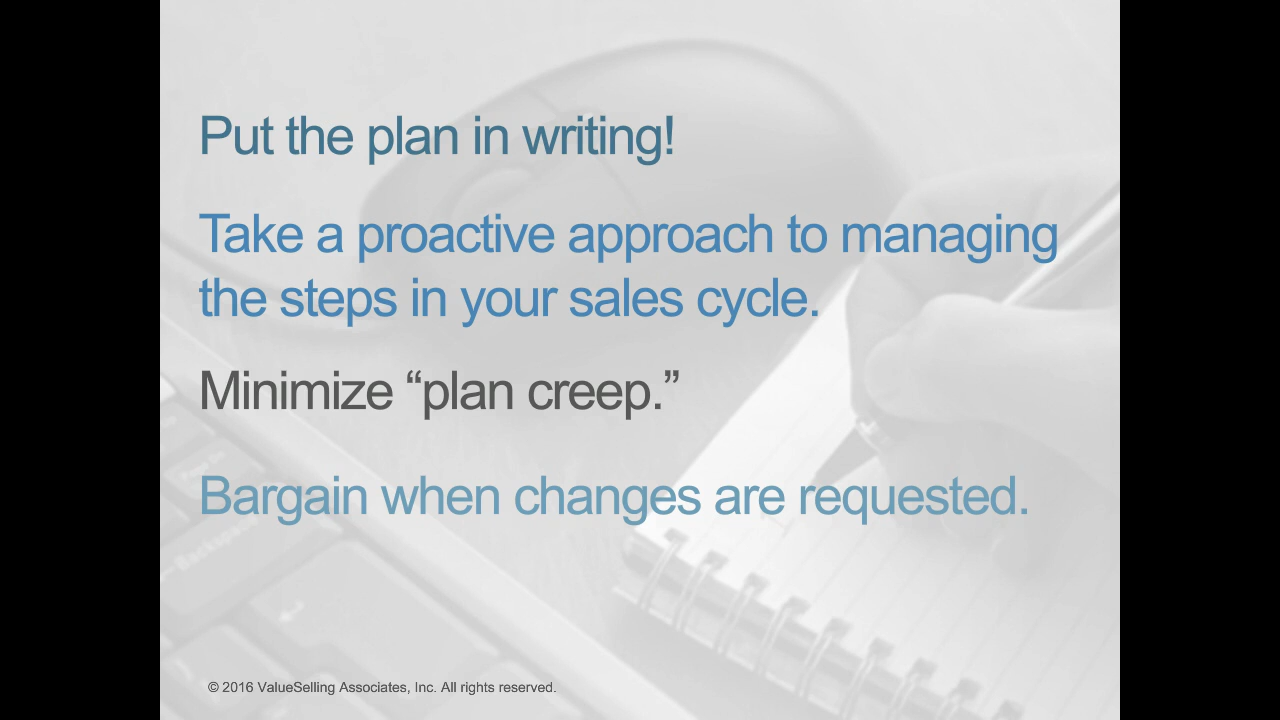 Put the plan in writing!
Take a proactive approach to managing
the steps in your sales cycle.
Minimize “plan creep.”
Bargain when changes are requested.
© 2016 ValueSelling Associates, Inc. All rights reserved.